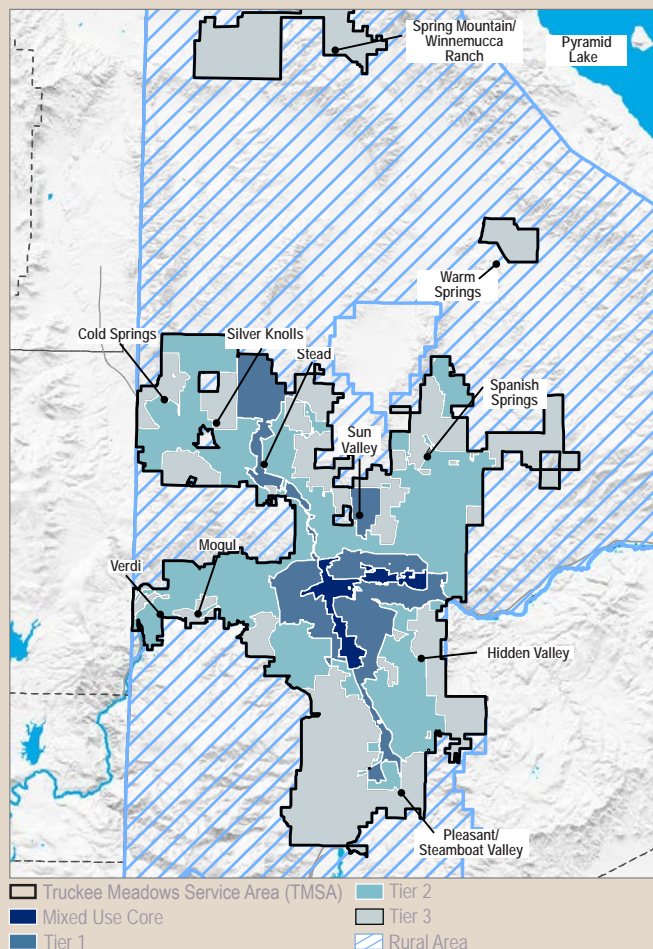 Spring Mountain/
Winnemucca
Ranch
Pyramid
Lake
Warm
Springs
Cold Springs
Silver Knolls
Stead
Spanish
Springs
Sun
Valley
Mogul
Verdi
Hidden Valley
Pleasant/
Steamboat Valley
Truckee Meadows Service Area (TMSA)
Mixed Use Core
Tier 1
Tier 2
Tier 3
Rural Area